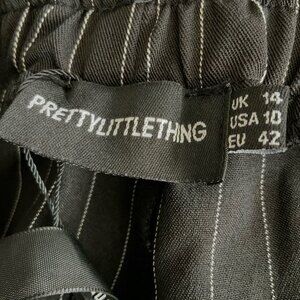 PRETTYLITTLETHING
UK 14
USA 10
EU 42